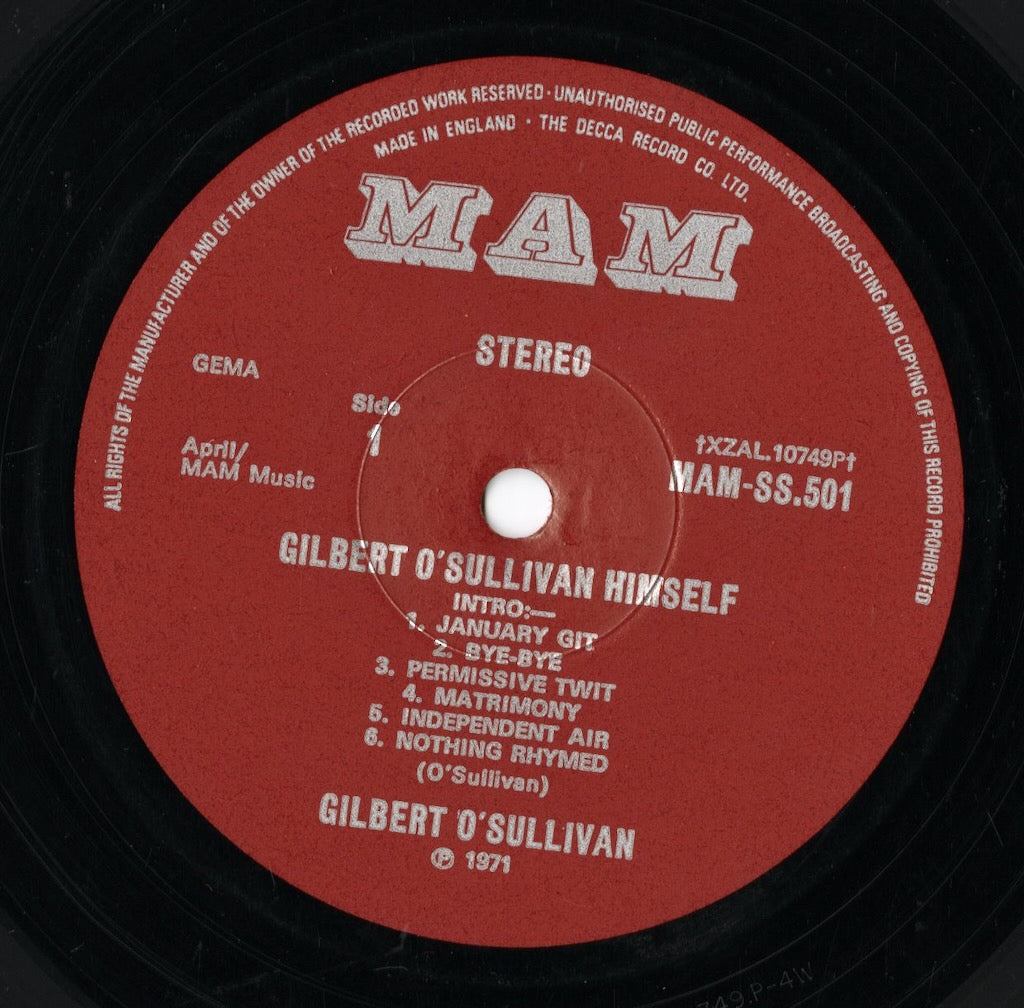 ALL RIGHTS OF THE MANUFACTURER AND OF THE OWNER OF THE RECORDED WORK RESERVED · UNAUTHORISED PUBLIC PERFORMANCE BROADCASTING AND COPYING OF THIS RECORD PROHIBITED
MADE IN ENGLAND · THE DECCA RECORD CO. LTD.
MAM
STEREO
GEMA
Side
1
April/
MAM Music
†XZAL.10749P†
MAM-SS.501
GILBERT O'SULLIVAN HIMSELF
INTRO:—
1. JANUARY GIT
2. BYE-BYE
3. PERMISSIVE TWIT
4. MATRIMONY
5. INDEPENDENT AIR
6. NOTHING RHYMED
(O'Sullivan)
GILBERT O'SULLIVAN
Ⓟ 1971
749.P-4W